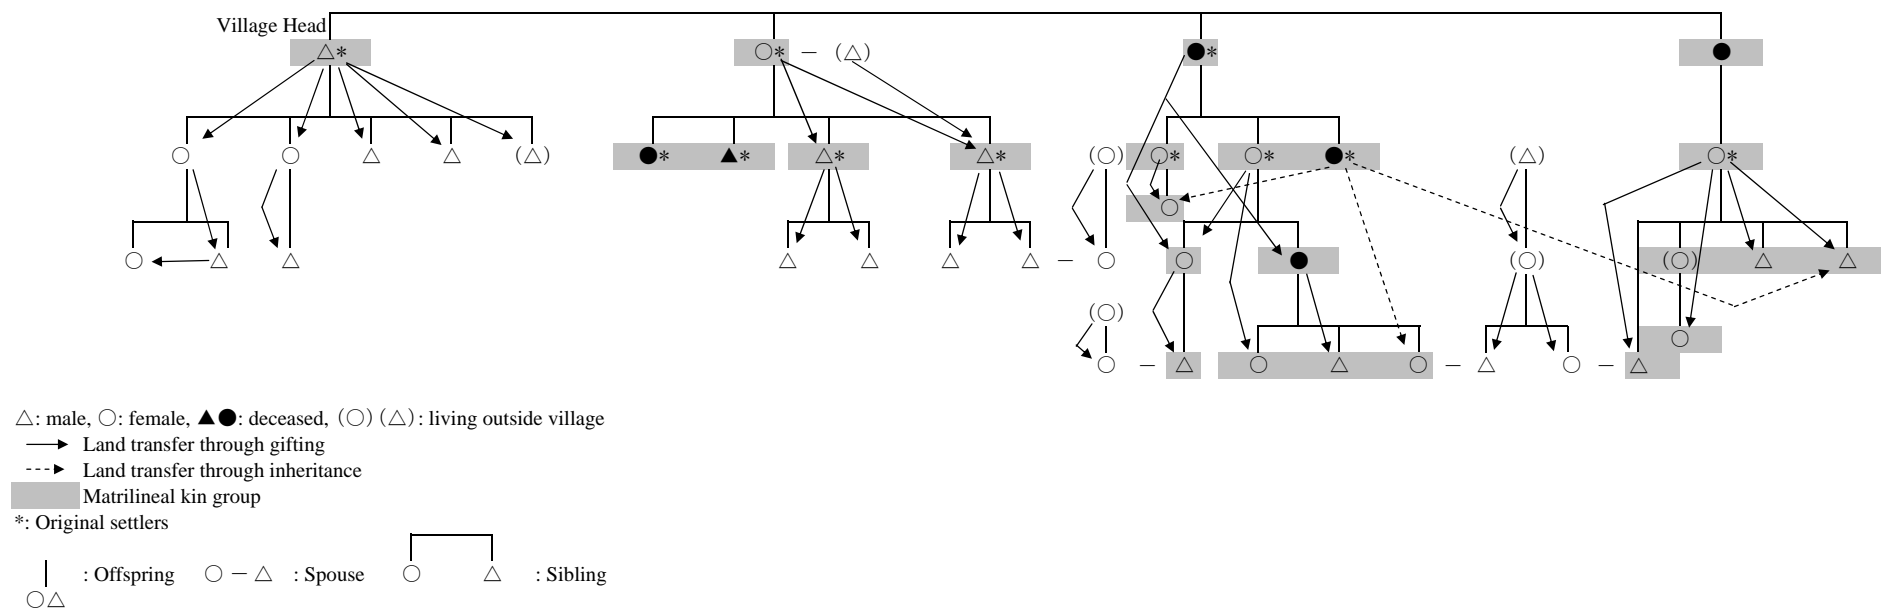 Village Head
△*
○* – (△)
●*
●
○ ○ △ △ (△)
●* ▲* △* △* (○) ○* ○* ●* (△) ○*
○
○ △ △ △ △ △ △ – ○ ○ ● (○) (○) △ △
(○)
○
○ – △ ○ △ ○ – △ ○ – △
△: male, ○: female, ▲●: deceased, (○) (△): living outside village
Land transfer through gifting
Land transfer through inheritance
Matrilineal kin group
*: Original settlers
: Offspring ○ – △ : Spouse ○ △ : Sibling
○△